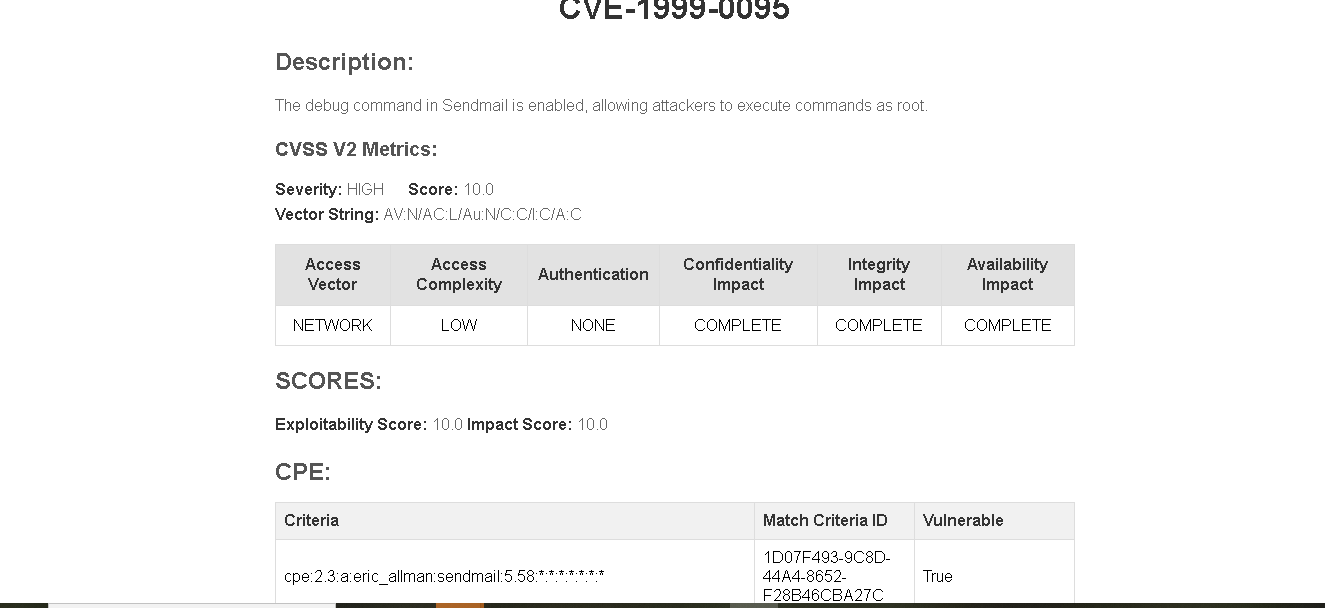 CVE-1999-0095
Description:
The debug command in Sendmail is enabled, allowing attackers to execute commands as root.
CVSS V2 Metrics:
Severity: HIGH Score: 10.0
Vector String: AV:N/AC:L/Au:N/C:C/I:C/A:C
Access Vector Access Complexity Authentication Confidentiality Impact Integrity Impact Availability Impact
NETWORK LOW NONE COMPLETE COMPLETE COMPLETE
SCORES:
Exploitability Score: 10.0 Impact Score: 10.0
CPE:
Criteria Match Criteria ID Vulnerable
cpe:2.3:a:eric_allman:sendmail:5.58:*:*:*:*:*:*:* 1D07F493-9C8D-44A4-8652-F28B46CBA27C True